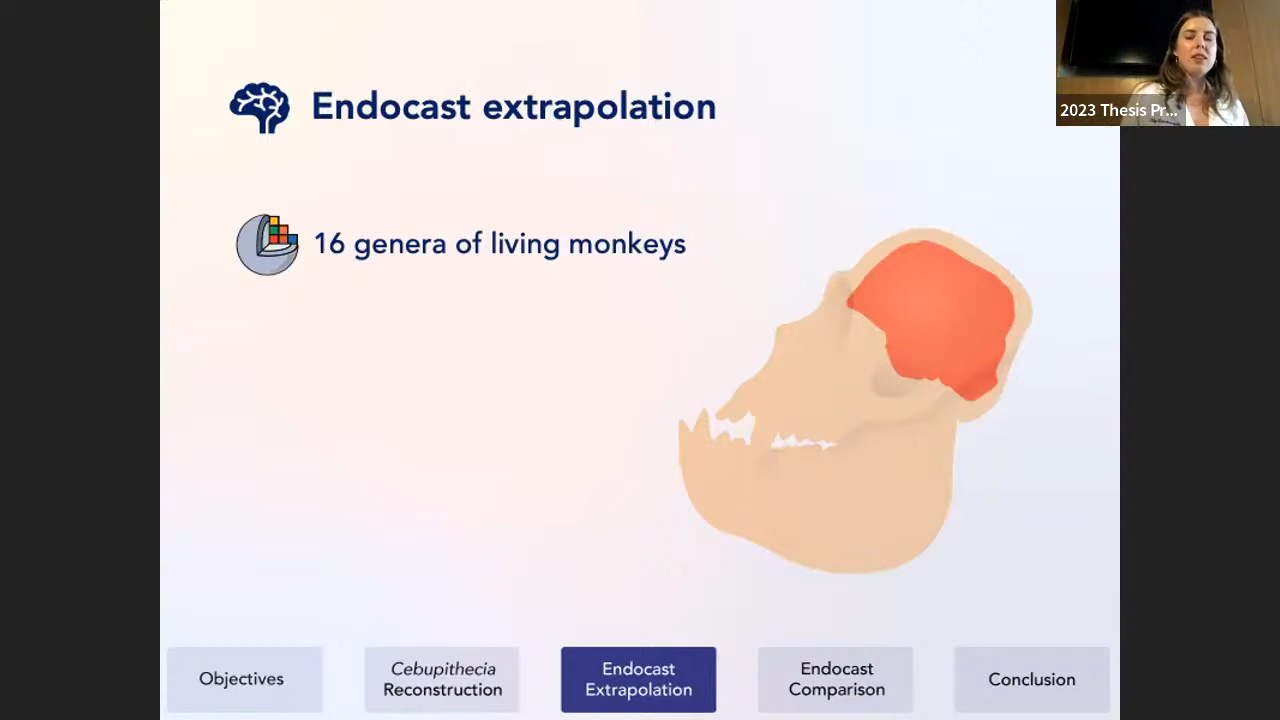 Endocast extrapolation
2023 Thesis Pr...
16 genera of living monkeys
Objectives
Cebupithecia
Reconstruction
Endocast
Extrapolation
Endocast
Comparison
Conclusion